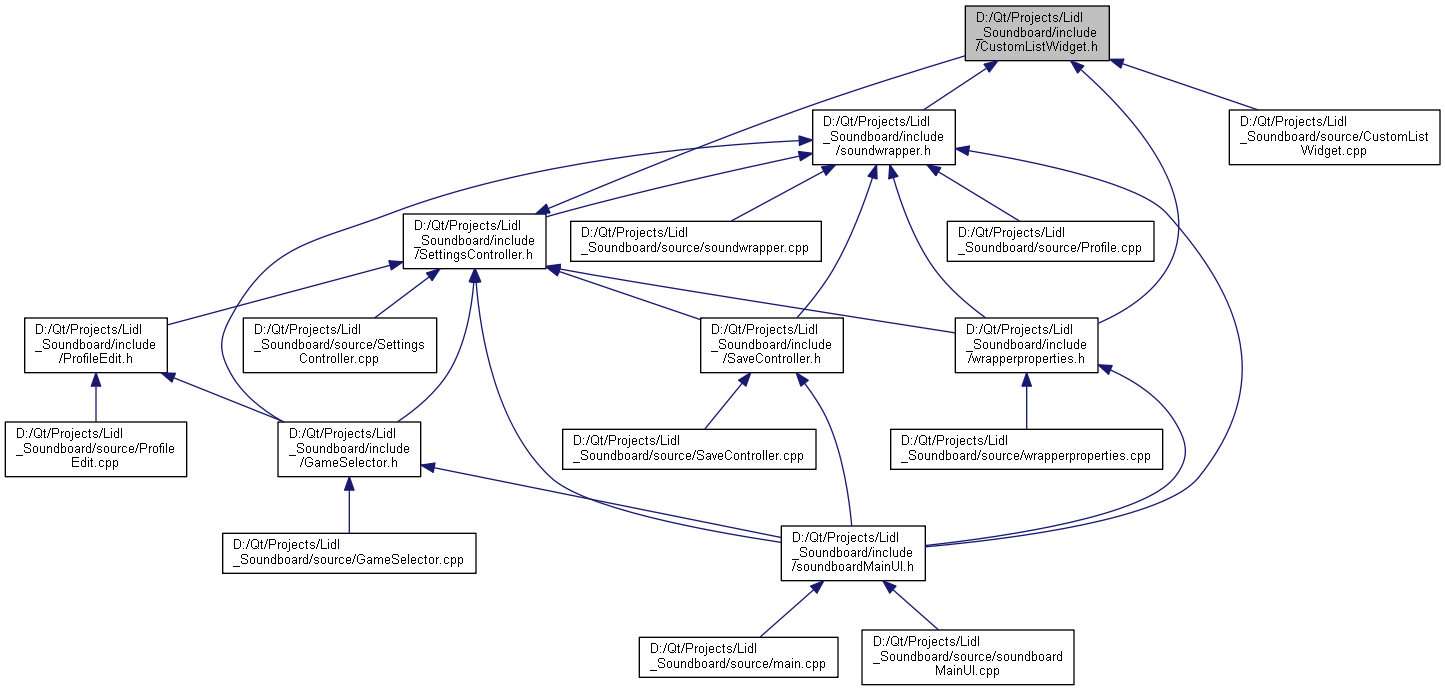 D:/Qt/Projects/Lidl
_Soundboard/include
/CustomListWidget.h
D:/Qt/Projects/Lidl
_Soundboard/include
/soundwrapper.h
D:/Qt/Projects/Lidl
_Soundboard/source/CustomList
Widget.cpp
D:/Qt/Projects/Lidl
_Soundboard/include
/SettingsController.h
D:/Qt/Projects/Lidl
_Soundboard/source/soundwrapper.cpp
D:/Qt/Projects/Lidl
_Soundboard/source/Profile.cpp
D:/Qt/Projects/Lidl
_Soundboard/include
/ProfileEdit.h
D:/Qt/Projects/Lidl
_Soundboard/source/Settings
Controller.cpp
D:/Qt/Projects/Lidl
_Soundboard/include
/SaveController.h
D:/Qt/Projects/Lidl
_Soundboard/include
/wrapperproperties.h
D:/Qt/Projects/Lidl
_Soundboard/source/Profile
Edit.cpp
D:/Qt/Projects/Lidl
_Soundboard/include
/GameSelector.h
D:/Qt/Projects/Lidl
_Soundboard/source/SaveController.cpp
D:/Qt/Projects/Lidl
_Soundboard/source/wrapperproperties.cpp
D:/Qt/Projects/Lidl
_Soundboard/source/GameSelector.cpp
D:/Qt/Projects/Lidl
_Soundboard/include
/soundboardMainUI.h
D:/Qt/Projects/Lidl
_Soundboard/source/main.cpp
D:/Qt/Projects/Lidl
_Soundboard/source/soundboard
MainUI.cpp